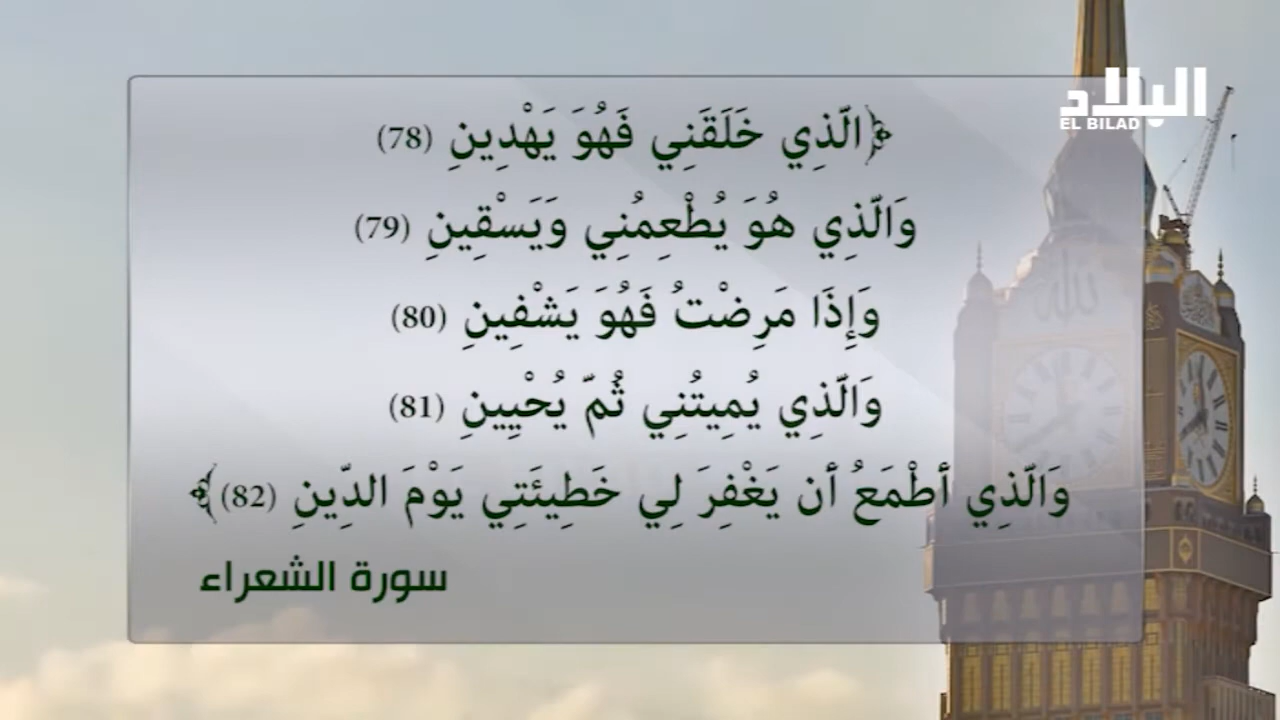 البلاد
EL BILAD
﴿الّذِي خَلَقَنِي فَهُوَ يَهْدِينِ (78)
وَالّذِي هُوَ يُطْعِمُنِي وَيَسْقِينِ (79)
وَإِذَا مَرِضْتُ فَهُوَ يَشْفِينِ (80)
وَالّذِي يُمِيتُنِي ثُمّ يُحْيِينِ (81)
وَالّذِي أَطْمَعُ أَن يَغْفِرَ لِي خَطِيئَتِي يَوْمَ الدِّينِ (82)﴾
سورة الشعراء